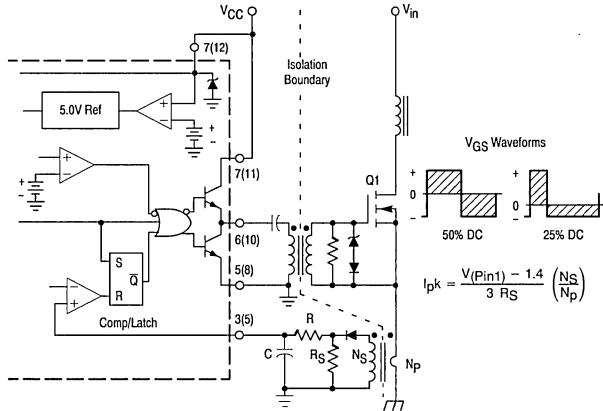 VCC
Vin
7(12)
Isolation
Boundary
5.0V Ref
+
–
+
–
VGS Waveforms
+
–
7(11)
Q1
+
0
–
+
0
–
50% DC
25% DC
6(10)
S
Q̅
R
5(8)
Ipk = V(Pin1) – 1.4 / 3 RS (NS / Np)
–
+
Comp/Latch
3(5)
R
C
RS
NS
NP